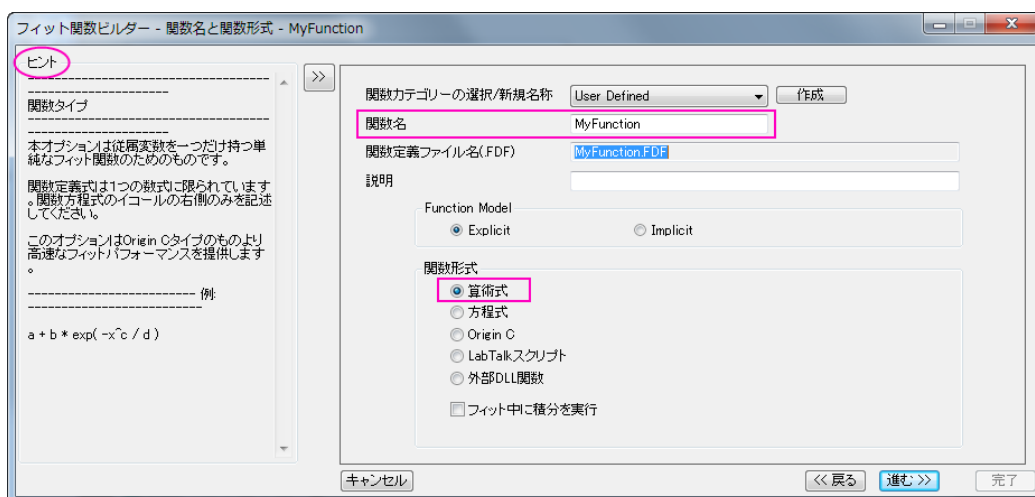 フィット関数ビルダー - 関数名と関数形式 - MyFunction
ヒント
------------------------------------
---------------------
関数タイプ
------------------------------------
---------------------
本オプションは従属変数を一つだけ持つ単
純なフィット関数のためのものです。
関数定義式は1つの数式に限られています
。関数方程式のイコールの右側のみを記述
してください。
このオプションはOrigin Cタイプのものより
高速なフィットパフォーマンスを提供します
。
------------------------- 例:
--------------------------
a + b * exp( -x^c / d )
>>
関数カテゴリーの選択/新規名称 User Defined 作成
関数名 MyFunction
関数定義ファイル名(.FDF) MyFunction.FDF
説明
Function Model
Explicit Implicit
関数形式
算術式
方程式
Origin C
LabTalkスクリプト
外部DLL関数
フィット中に積分を実行
キャンセル << 戻る 進む >> 完了